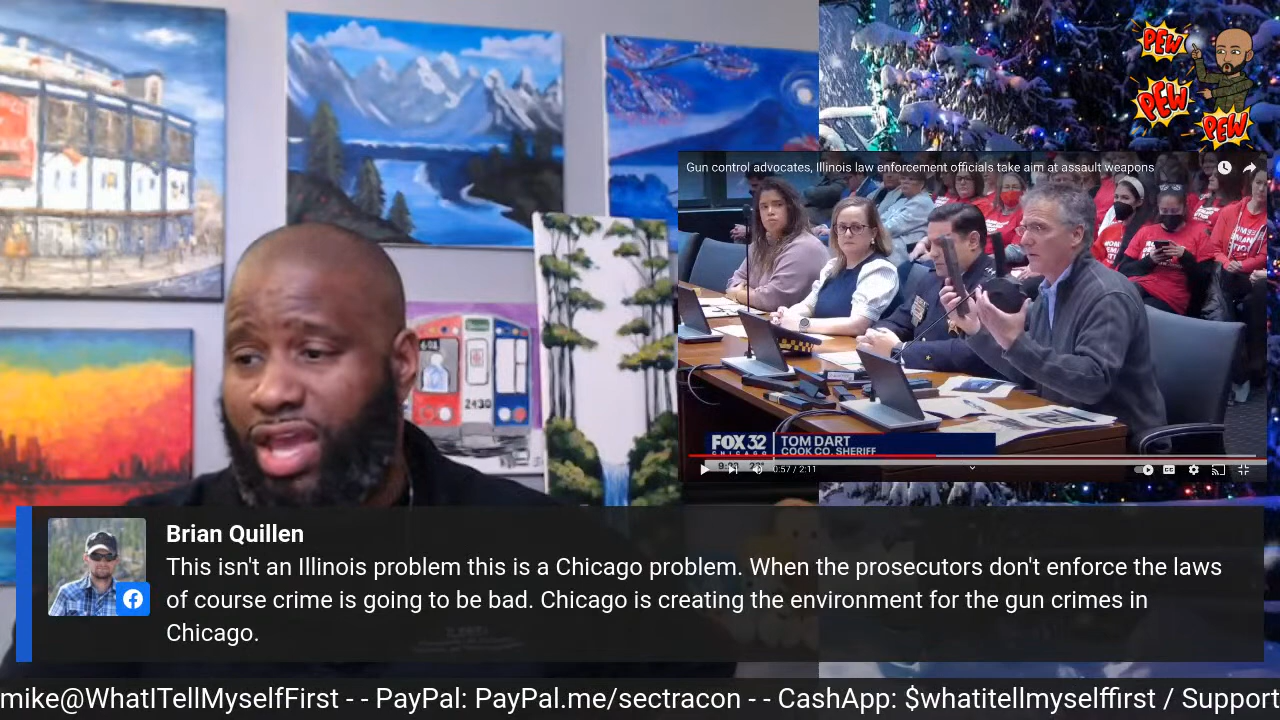 PEW
PEW
PEW
Gun control advocates, Illinois law enforcement officials take aim at assault weapons
2430
FOX 32
CHICAGO
TOM DART
COOK CO. SHERIFF
0:57 / 2:11
Brian Quillen
This isn't an Illinois problem this is a Chicago problem. When the prosecutors don't enforce the laws
of course crime is going to be bad. Chicago is creating the environment for the gun crimes in
Chicago.
mike@WhatITellMyselfFirst - - PayPal: PayPal.me/sectracon - - CashApp: $whatitellmyselffirst / Support